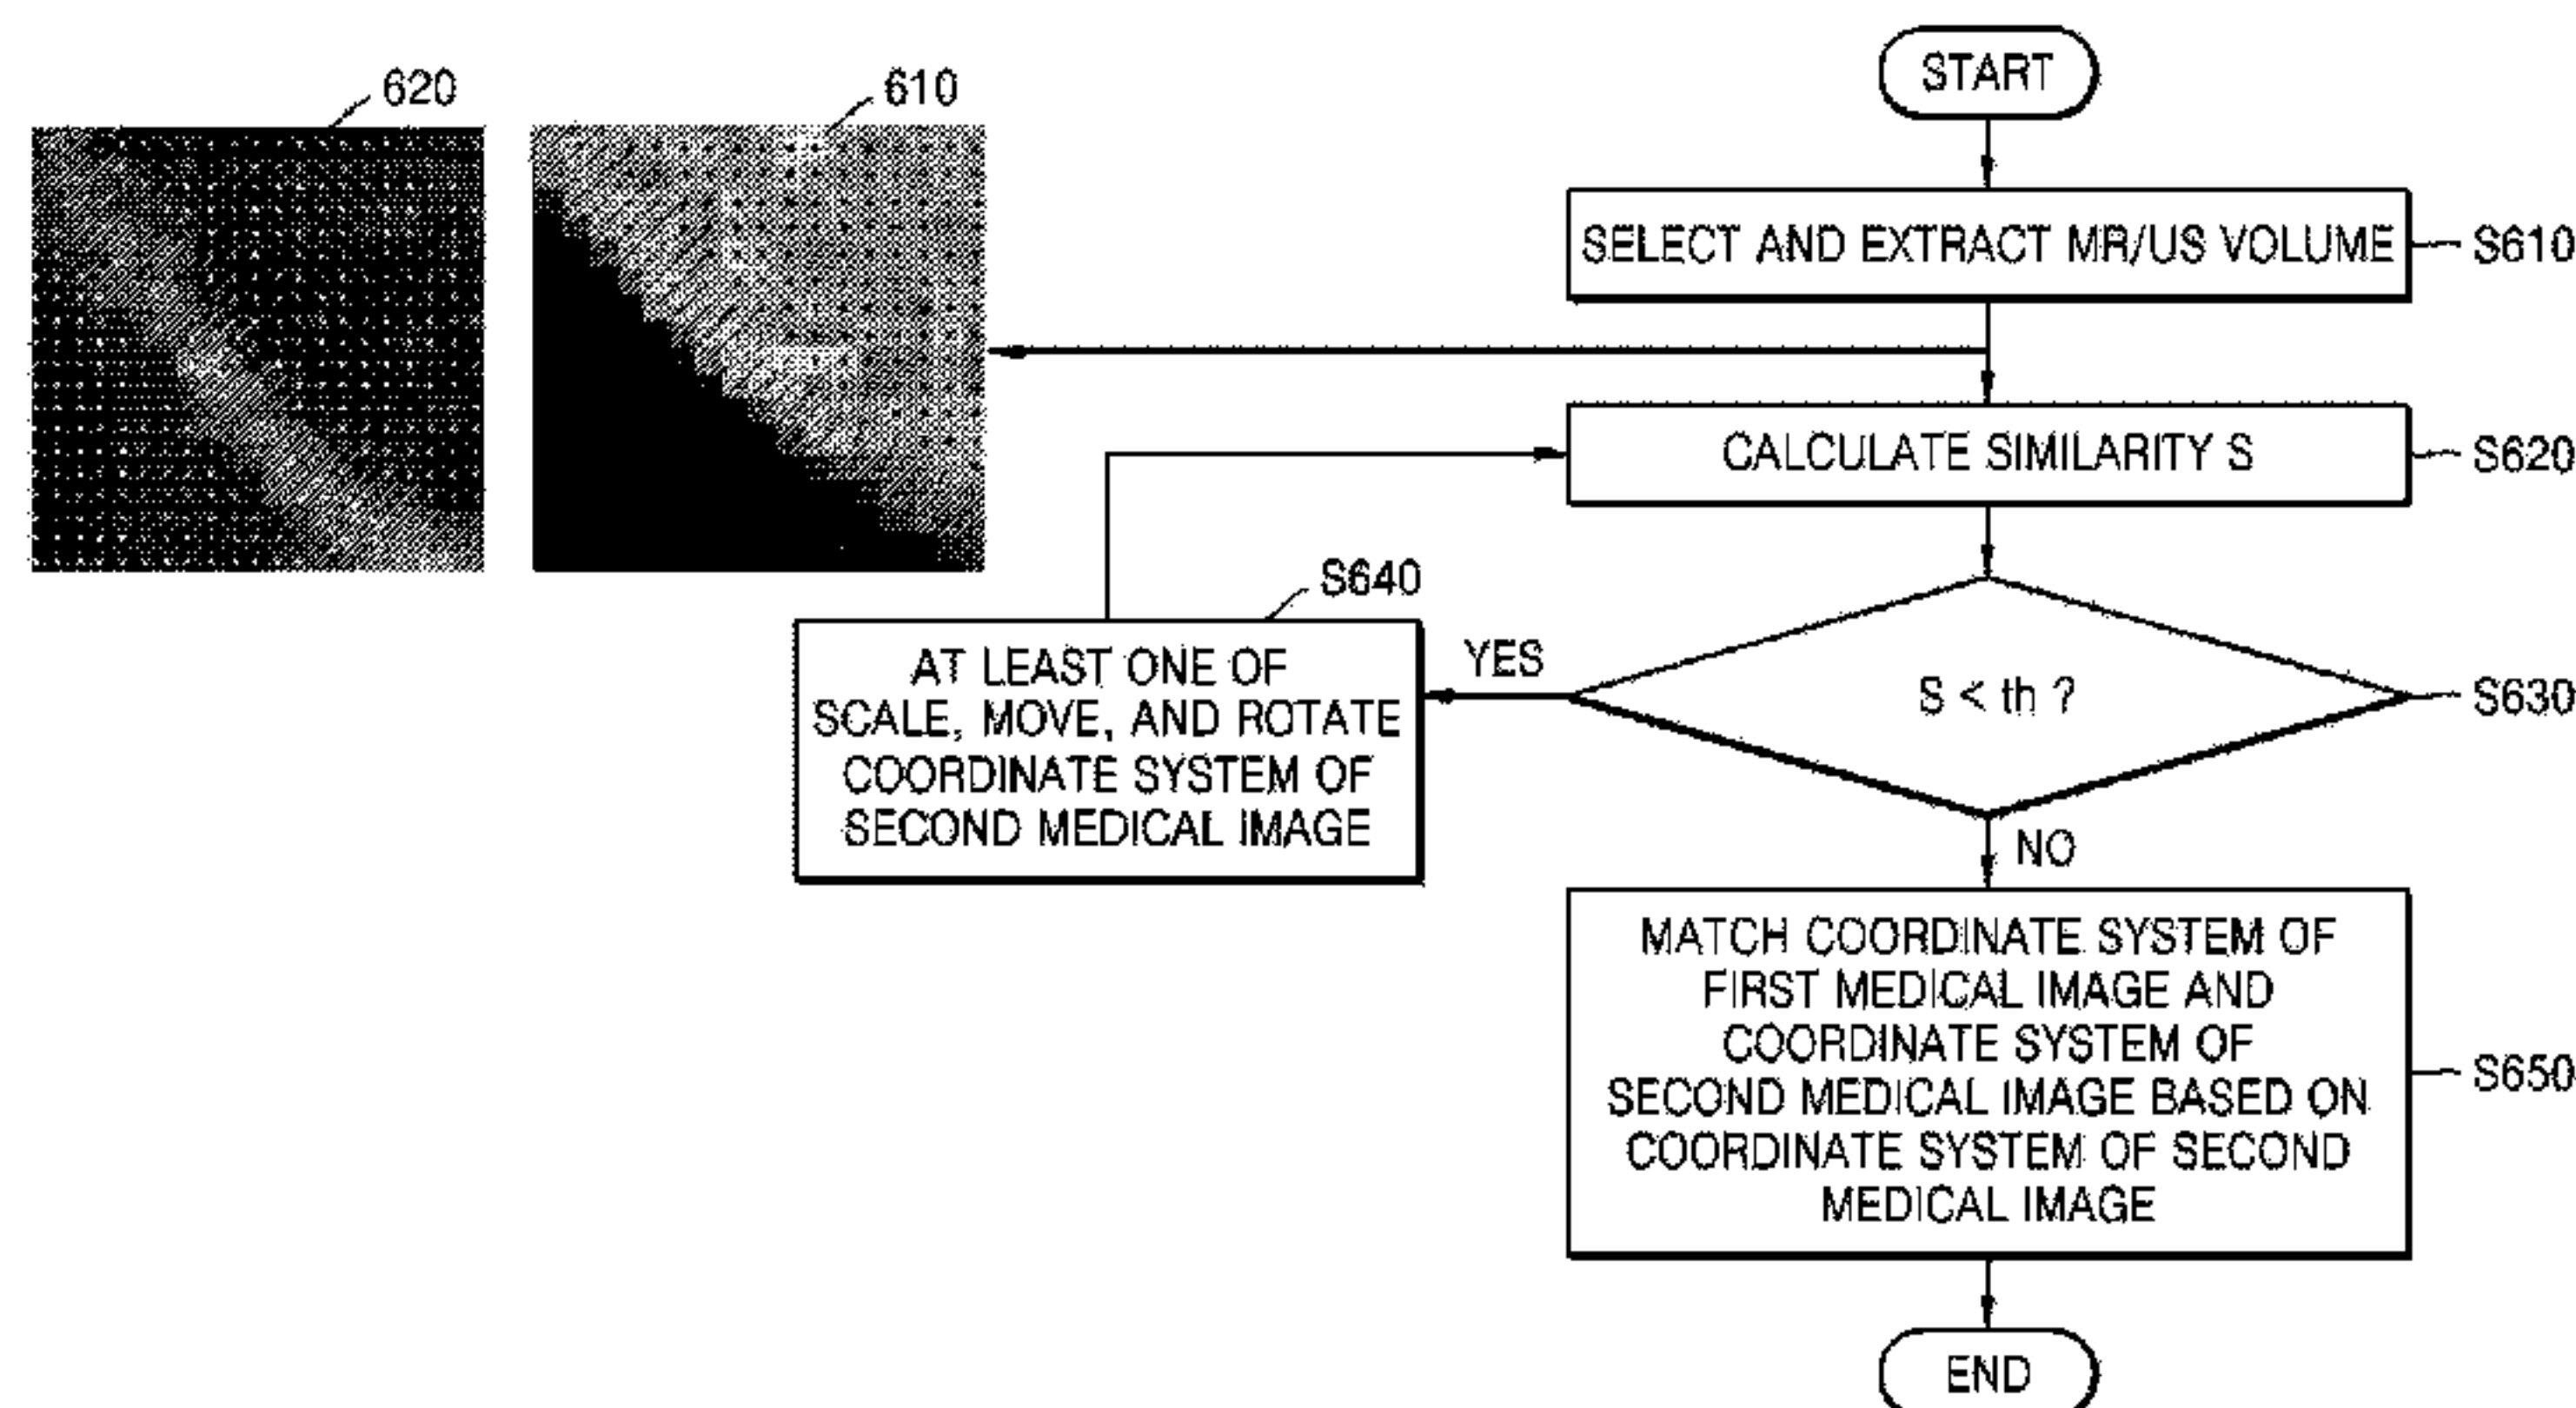 620
610
START
SELECT AND EXTRACT MR/US VOLUME
S610
CALCULATE SIMILARITY S
S620
S640
AT LEAST ONE OF
SCALE, MOVE, AND ROTATE
COORDINATE SYSTEM OF
SECOND MEDICAL IMAGE
YES
S < th ?
S630
NO
MATCH COORDINATE SYSTEM OF
FIRST MEDICAL IMAGE AND
COORDINATE SYSTEM OF
SECOND MEDICAL IMAGE BASED ON
COORDINATE SYSTEM OF SECOND
MEDICAL IMAGE
S650
END